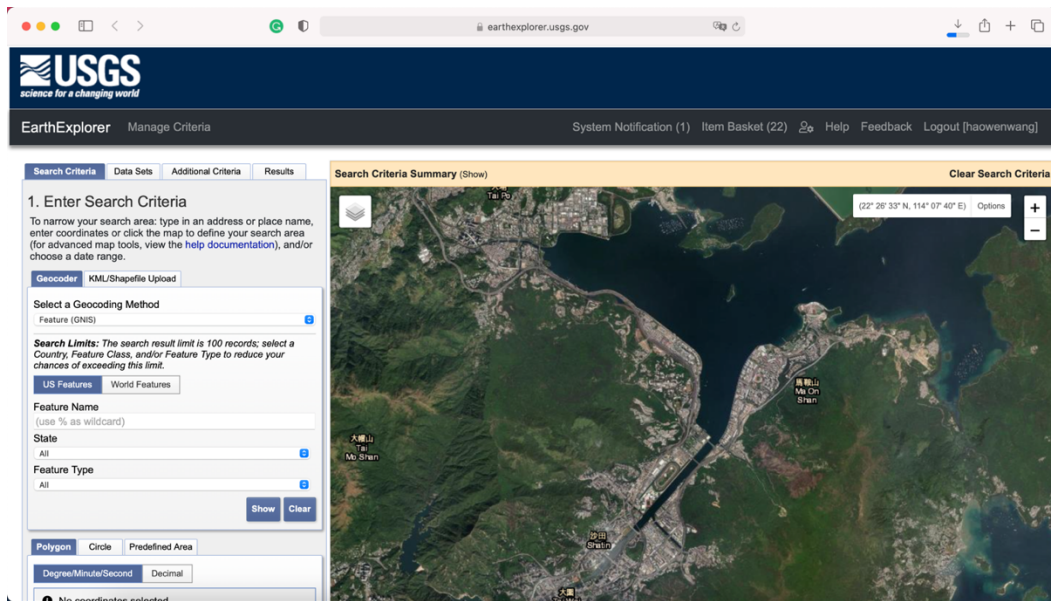 earthexplorer.usgs.gov
USGS
science for a changing world
EarthExplorer Manage Criteria System Notification (1) Item Basket (22) Help Feedback Logout [haowenwang]
Search Criteria Data Sets Additional Criteria Results
Search Criteria Summary (Show) Clear Search Criteria
1. Enter Search Criteria
To narrow your search area: type in an address or place name,
enter coordinates or click the map to define your search area
(for advanced map tools, view the help documentation), and/or
choose a date range.
Geocoder KML/Shapefile Upload
Select a Geocoding Method
Feature (GNIS)
Search Limits: The search result limit is 100 records; select a
Country, Feature Class, and/or Feature Type to reduce your
chances of exceeding this limit.
US Features World Features
Feature Name
(use % as wildcard)
State
All
Feature Type
All
Show Clear
Polygon Circle Predefined Area
Degree/Minute/Second Decimal
No coordinates selected
Tai Po
(22° 26' 33" N, 114° 07' 40" E) Options
+
−
馬鞍山
Ma On
Shan
大帽山
Tai
Mo Shan
沙田
Shatin
大圍